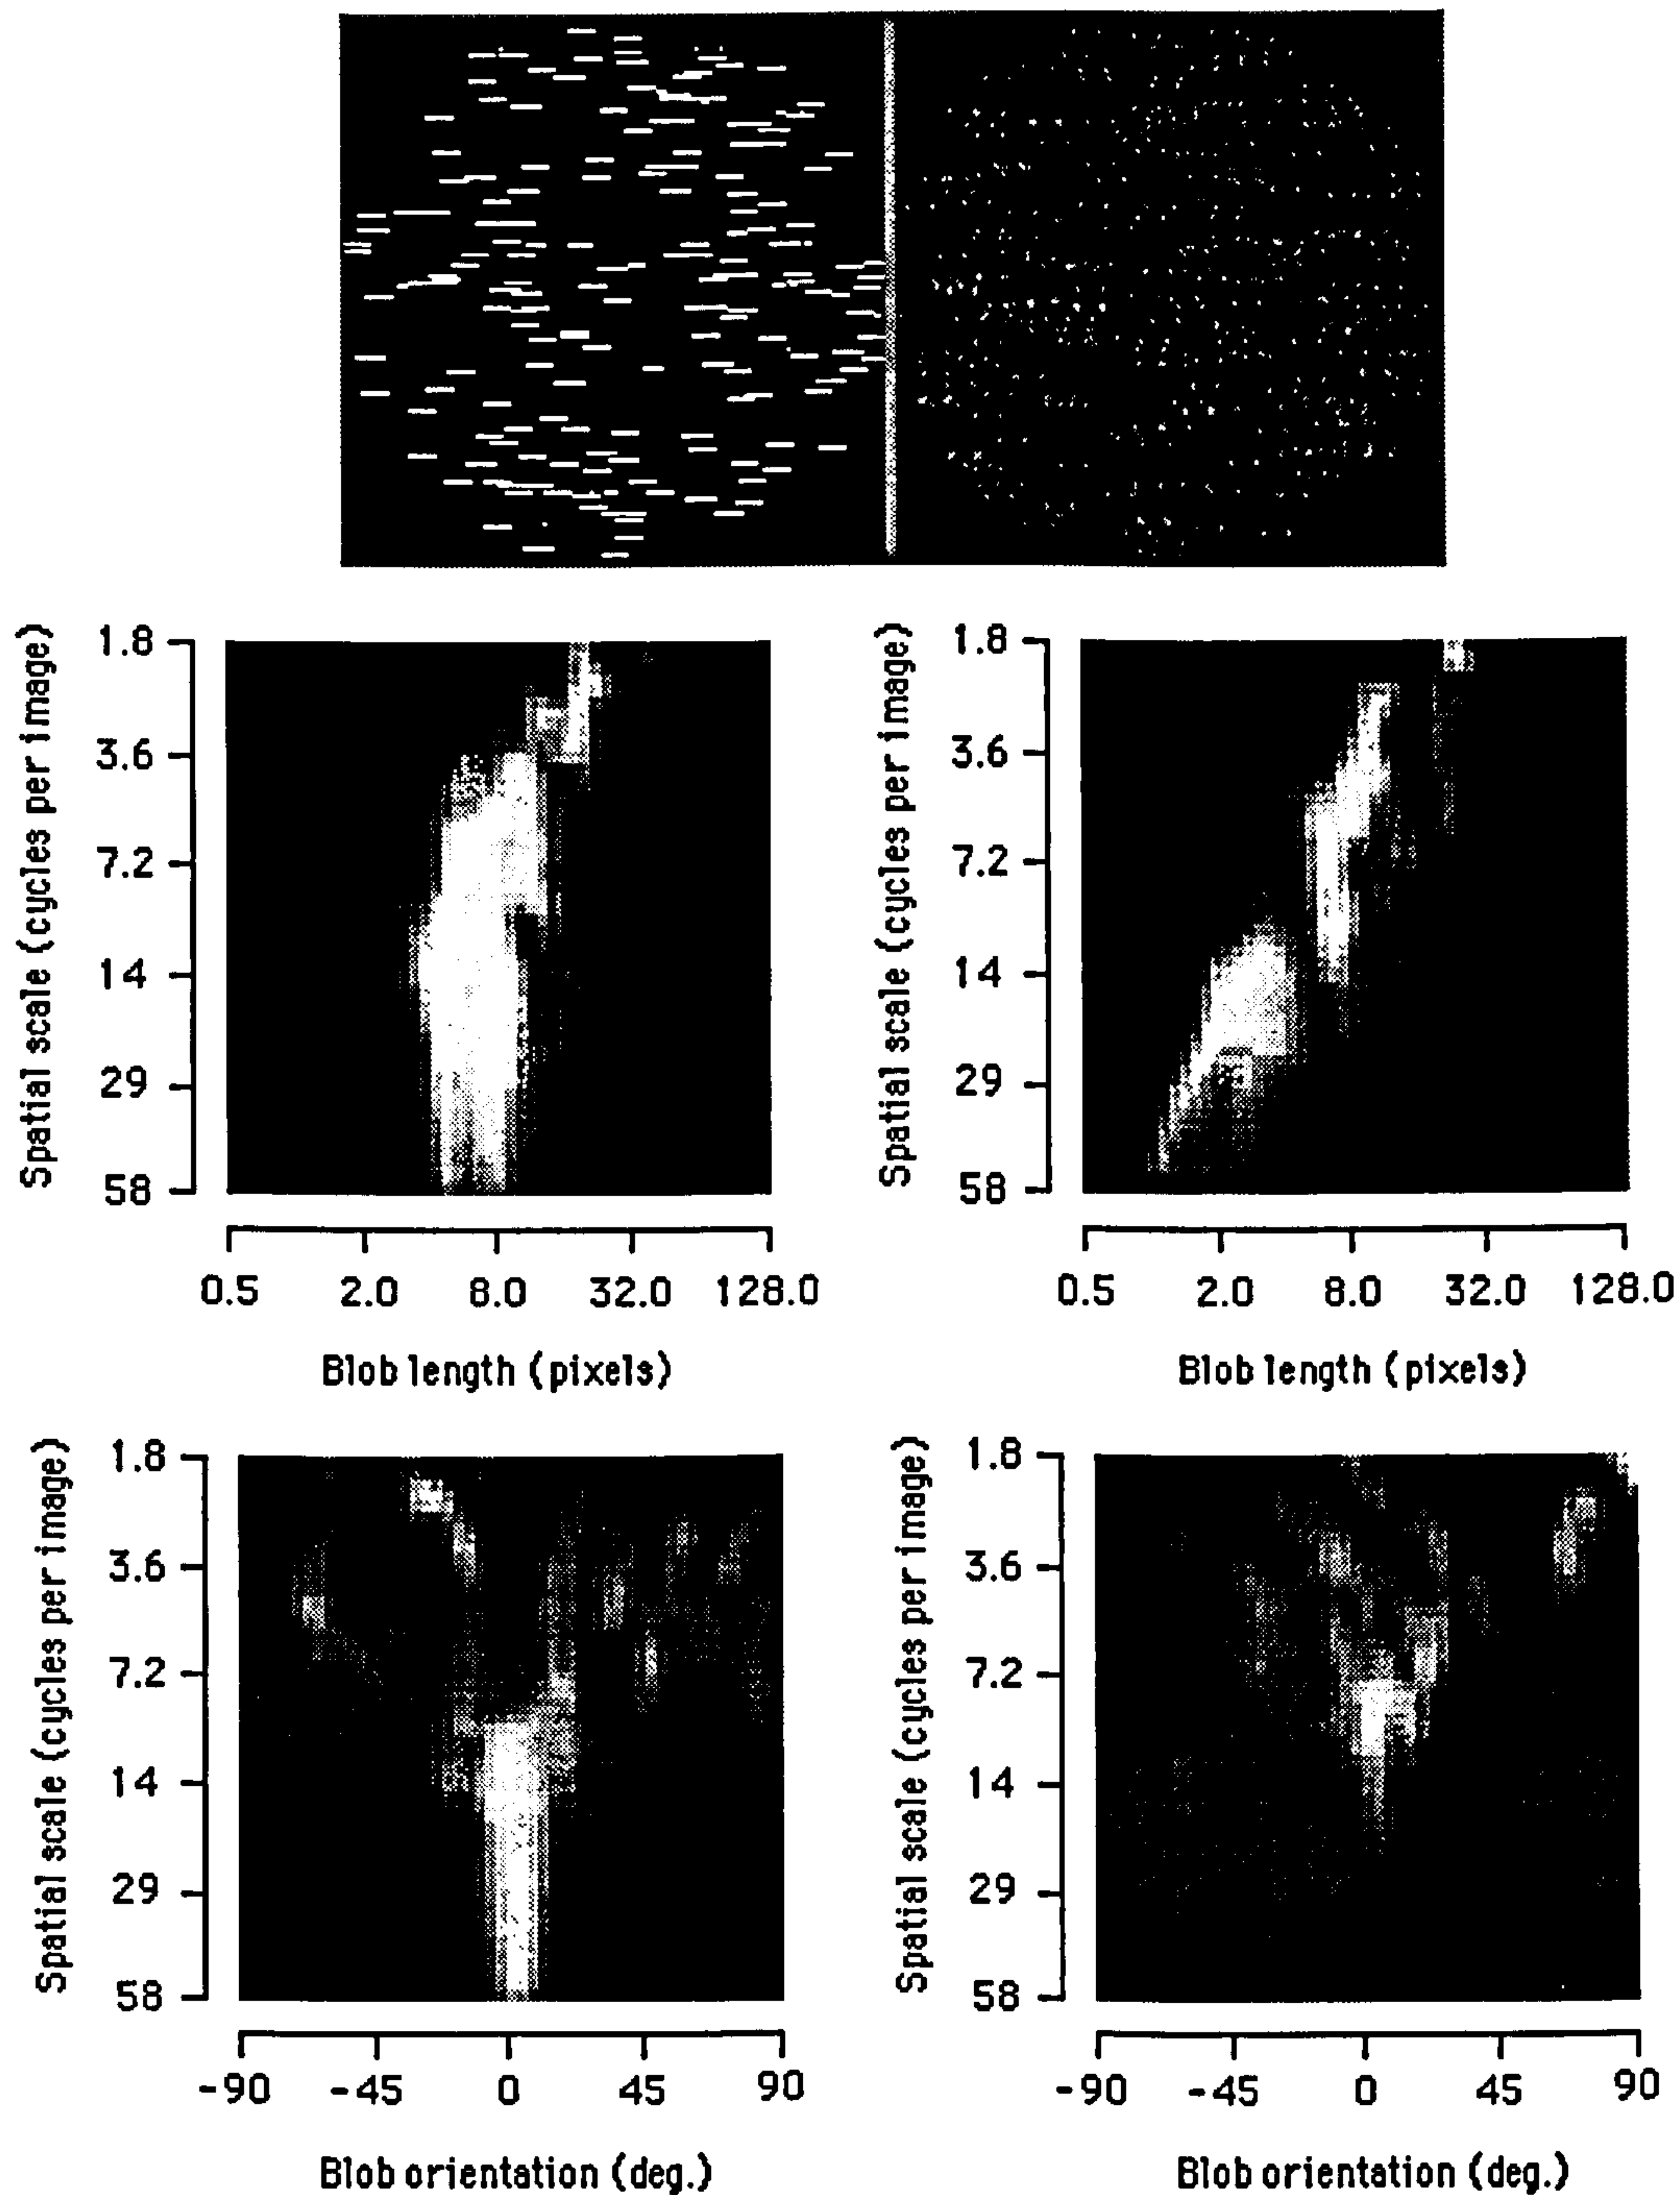 Spatial scale (cycles per image)
1.8
3.6
7.2
14
29
58
0.5 2.0 8.0 32.0 128.0
Blob length (pixels)
Spatial scale (cycles per image)
1.8
3.6
7.2
14
29
58
0.5 2.0 8.0 32.0 128.0
Blob length (pixels)
Spatial scale (cycles per image)
1.8
3.6
7.2
14
29
58
-90 -45 0 45 90
Blob orientation (deg.)
Spatial scale (cycles per image)
1.8
3.6
7.2
14
29
58
-90 -45 0 45 90
Blob orientation (deg.)